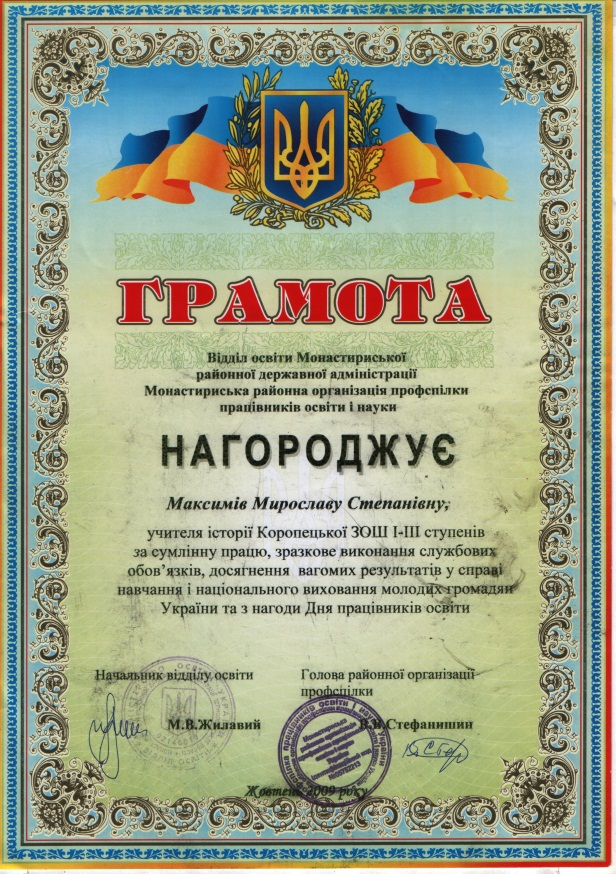 ГРАМОТА
Відділ освіти Монастириської
районної державної адміністрації
Монастириська районна організація профспілки
працівників освіти і науки
НАГОРОДЖУЄ
Максимів Мирославу Степанівну,
учителя історії Коропецької ЗОШ І-ІІІ ступенів
за сумлінну працю, зразкове виконання службових
обов’язків, досягнення вагомих результатів у справі
навчання і національного виховання молодих громадян
України та з нагоди Дня працівників освіти
Начальник відділу освіти
М.В.Жилавий
Голова районної організації
профспілки
Стефанишин
Жовтень 2009 року